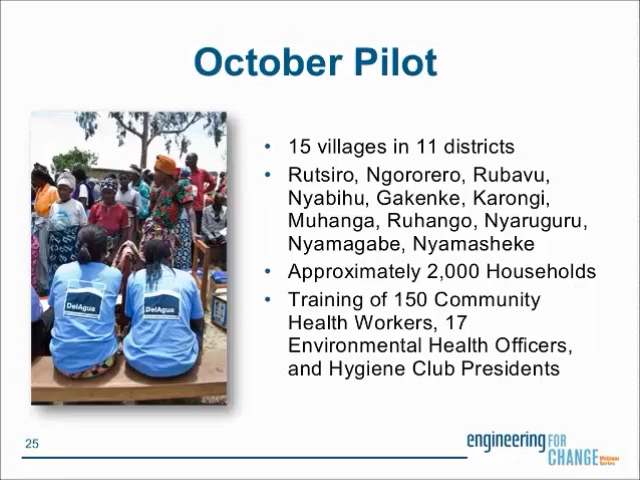 October Pilot
• 15 villages in 11 districts
• Rutsiro, Ngororero, Rubavu,
Nyabihu, Gakenke, Karongi,
Muhanga, Ruhango, Nyaruguru,
Nyamagabe, Nyamasheke
• Approximately 2,000 Households
• Training of 150 Community
Health Workers, 17
Environmental Health Officers,
and Hygiene Club Presidents
DelAgua
DelAgua
25
engineering FOR
CHANGE Webinar
Series